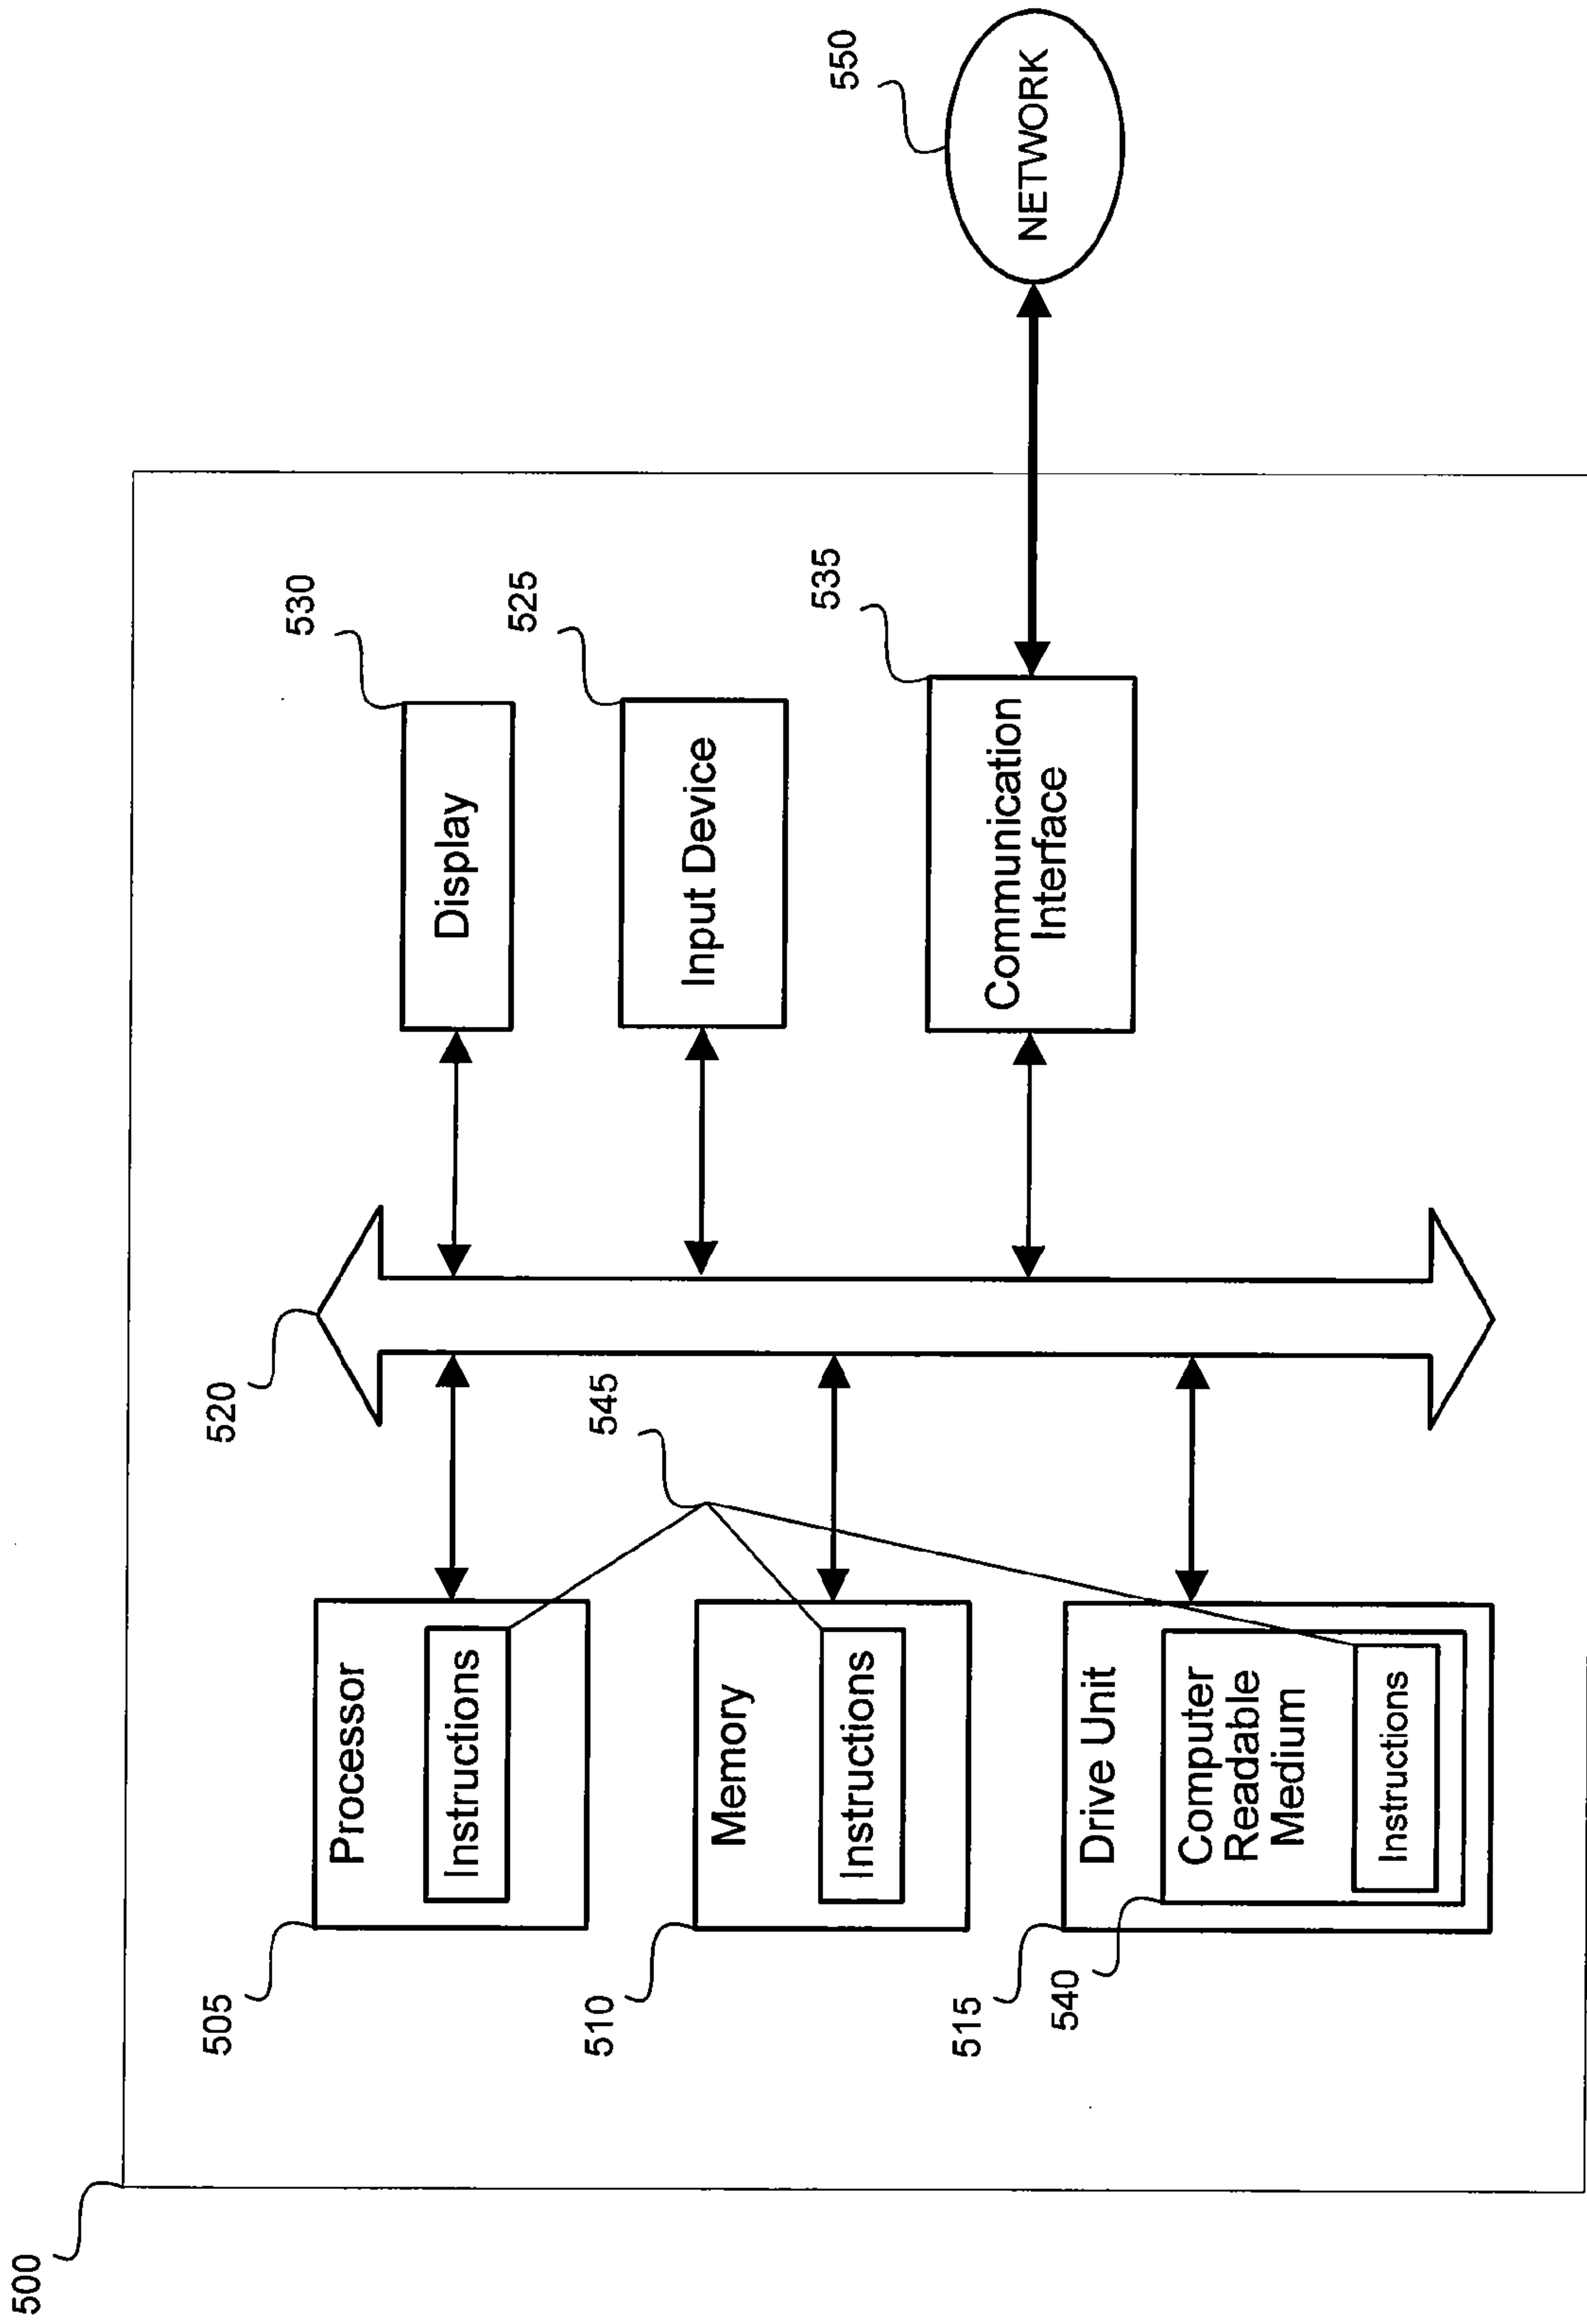 500
505
Processor
Instructions
510
Memory
Instructions
515
Drive Unit
540
Computer
Readable
Medium
Instructions
545
520
530
Display
525
Input Device
535
Communication
Interface
550
NETWORK